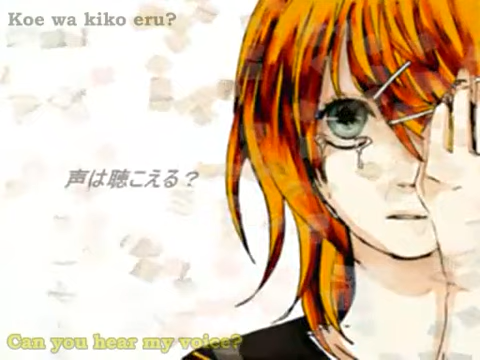 Koe wa kiko eru?
声は聴こえる？
Can you hear my voice?